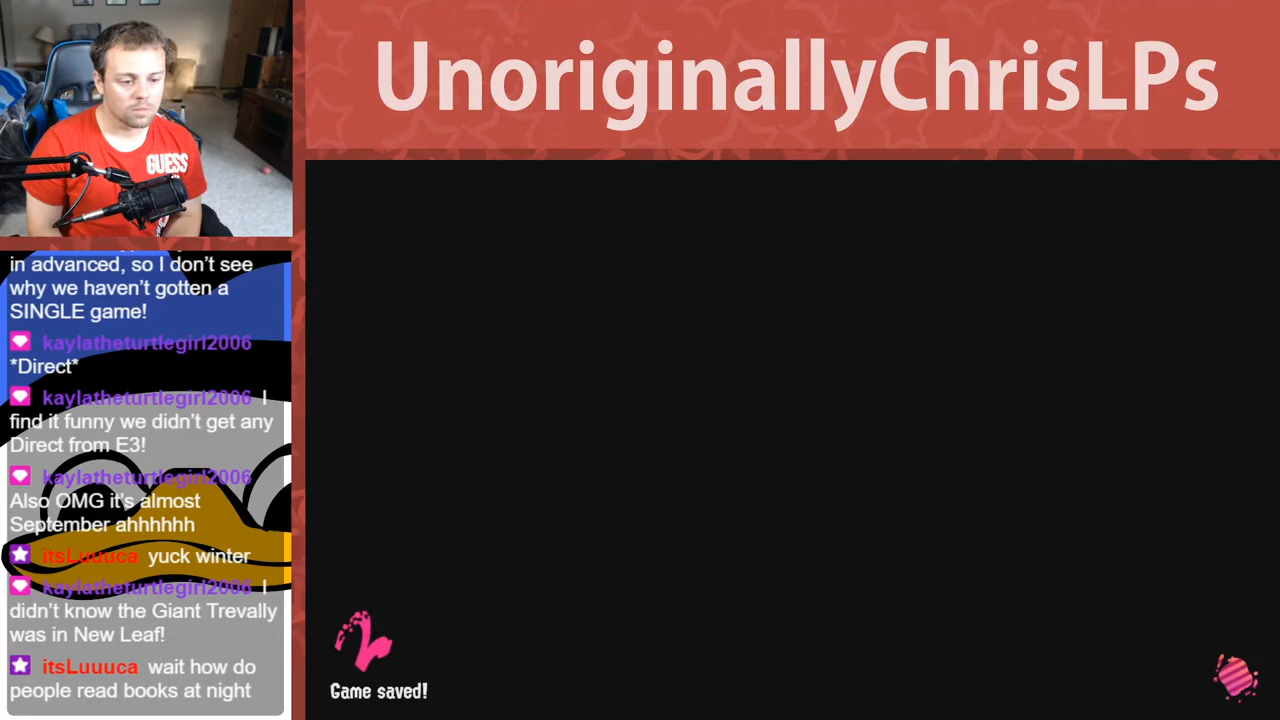 UnoriginallyChrisLPs
GUESS
in advanced, so I don't see
why we haven't gotten a
SINGLE game!
kaylatheturtlegirl2006
*Direct*
kaylatheturtlegirl2006 I
find it funny we didn't get any
Direct from E3!
kaylatheturtlegirl2006
Also OMG it's almost
September ahhhhhh
itsLuuuca yuck winter
kaylatheturtlegirl2006 I
didn't know the Giant Trevally
was in New Leaf!
itsLuuuca wait how do
people read books at night
Game saved!